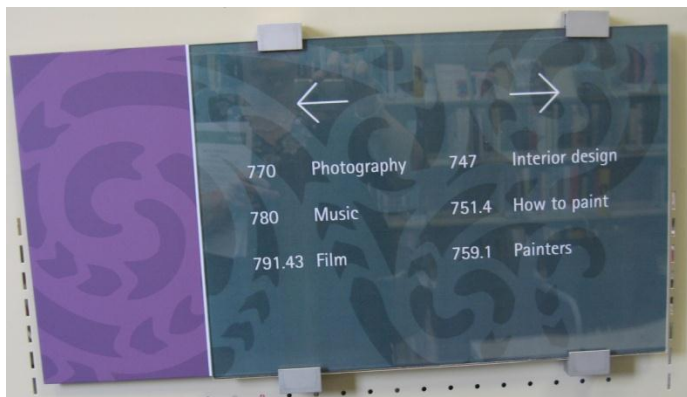 ← →
770 Photography 747 Interior design
780 Music 751.4 How to paint
791.43 Film 759.1 Painters